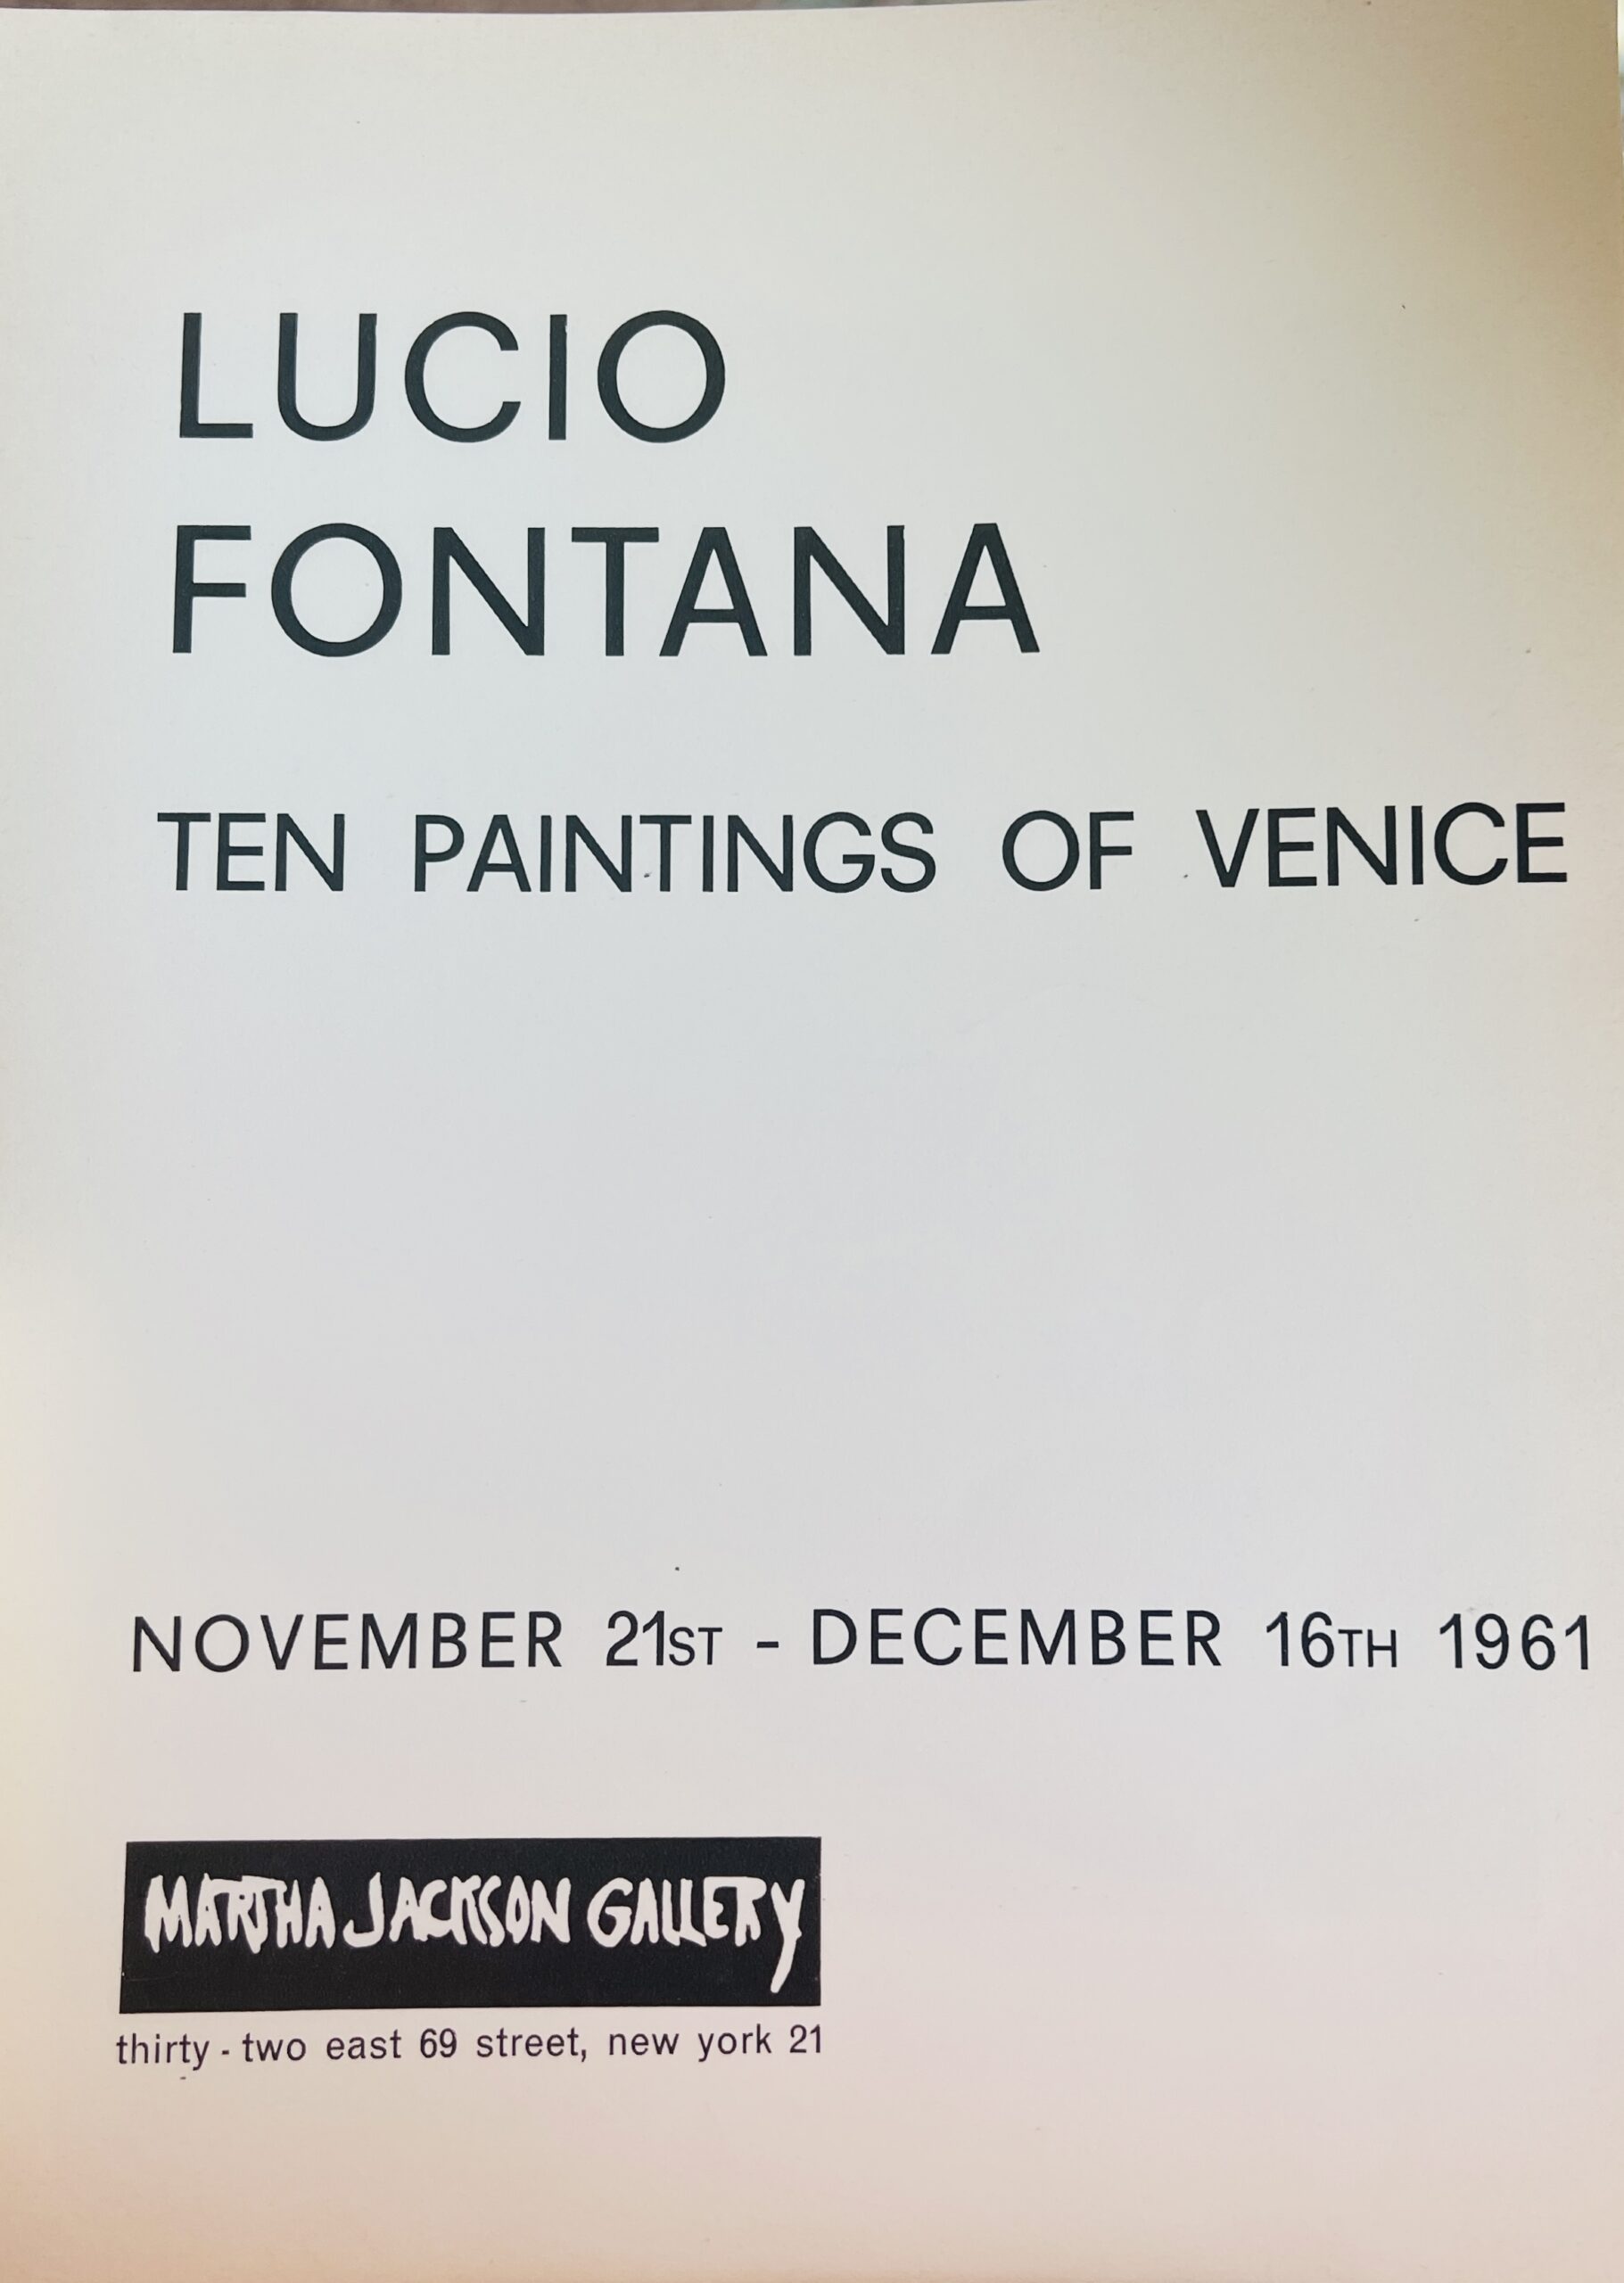 LUCIO
FONTANA
TEN PAINTINGS OF VENICE
NOVEMBER 21ST - DECEMBER 16TH 1961
MARTHA JACKSON GALLERY
thirty - two east 69 street, new york 21